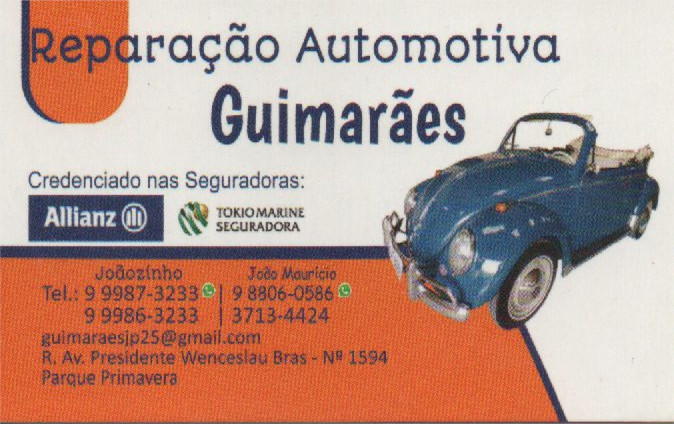 Reparação Automotiva
Guimarães
Credenciado nas Seguradoras:
Allianz
TOKIO MARINE
SEGURADORA
Joãozinho
Tel.: 9 9987-3233
9 9986-3233
João Maurício
9 8806-0586
3713-4424
guimaraesjp25@gmail.com
R. Av. Presidente Wenceslau Bras - Nº 1594
Parque Primavera